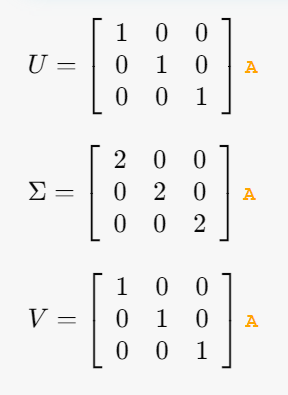 U = [ 1 0 0
0 1 0
0 0 1 ] A
Σ = [ 2 0 0
0 2 0
0 0 2 ] A
V = [ 1 0 0
0 1 0
0 0 1 ] A